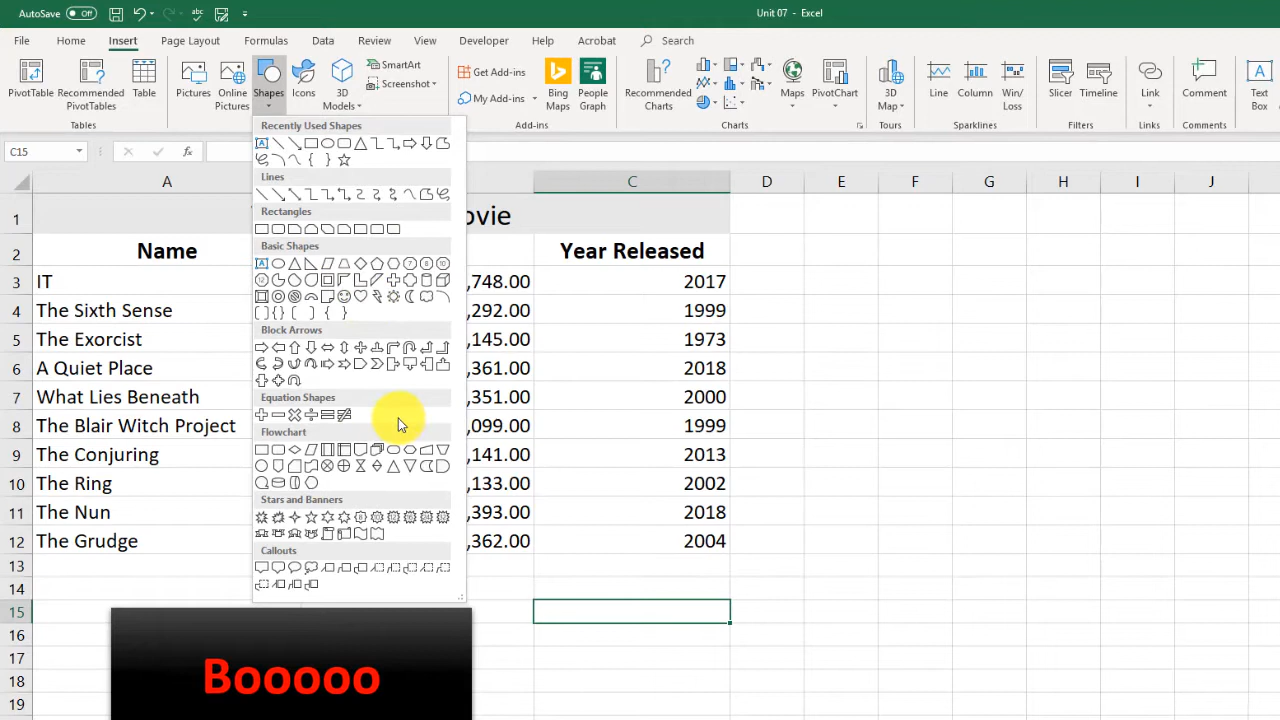 AutoSave Off
Unit 07 - Excel
File Home Insert Page Layout Formulas Data Review View Developer Help Acrobat Search
PivotTable Recommended PivotTables Table
Tables
Pictures Online Pictures Shapes Icons 3D Models SmartArt Screenshot
Get Add-ins My Add-ins Bing Maps People Graph
Add-ins
Recommended Charts Maps PivotChart
Charts
3D Map
Tours
Line Column Win/Loss
Sparklines
Slicer Timeline
Filters
Link
Links
Comment
Comments
Text Box
C15 fx
Recently Used Shapes
Lines
Rectangles
Basic Shapes
Block Arrows
Equation Shapes
Flowchart
Stars and Banners
Callouts
A C D E F G H I J
1 ovie
2 Name Year Released
3 IT ,748.00 2017
4 The Sixth Sense ,292.00 1999
5 The Exorcist ,145.00 1973
6 A Quiet Place ,361.00 2018
7 What Lies Beneath ,351.00 2000
8 The Blair Witch Project ,099.00 1999
9 The Conjuring ,141.00 2013
10 The Ring ,133.00 2002
11 The Nun ,393.00 2018
12 The Grudge ,362.00 2004
13
14
15
16
17
18
19
Booooo